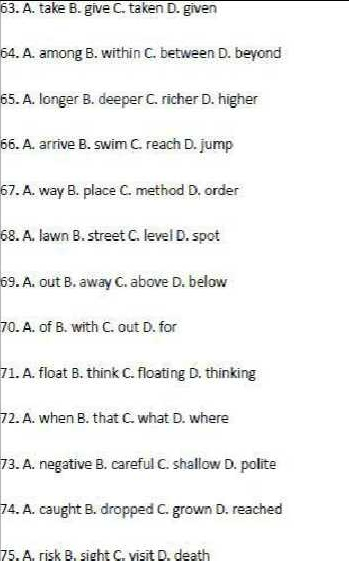 63. A. take B. give C. taken D. given
64. A. among B. within C. between D. beyond
65. A. longer B. deeper C. richer D. higher
66. A. arrive B. swim C. reach D. jump
67. A. way B. place C. method D. order
68. A. lawn B. street C. level D. spot
69. A. out B. away C. above D. below
70. A. of B. with C. out D. for
71. A. float B. think C. floating D. thinking
72. A. when B. that C. what D. where
73. A. negative B. careful C. shallow D. polite
74. A. caught B. dropped C. grown D. reached
75. A. risk B. sight C. visit D. death